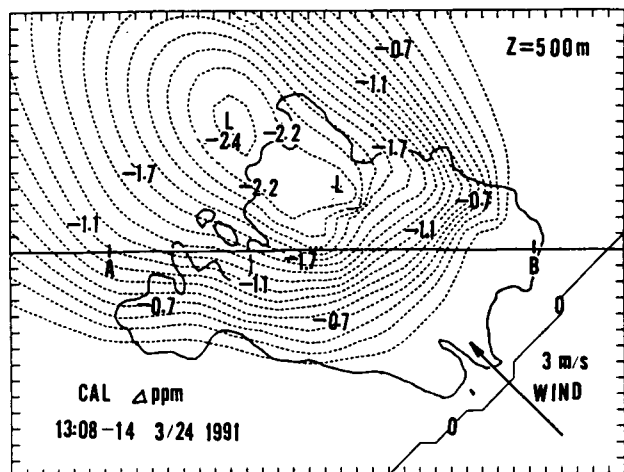 -0.7
Z=500m
-1.1
L
-2.4
-2.2
-1.7
-1.7
-2.2
L
-0.7
-1.1
-1.1
A
-1.7
B
-1.1
-0.7
-0.7
0
3 m/s
WIND
CAL Δppm
13:08-14 3/24 1991
0